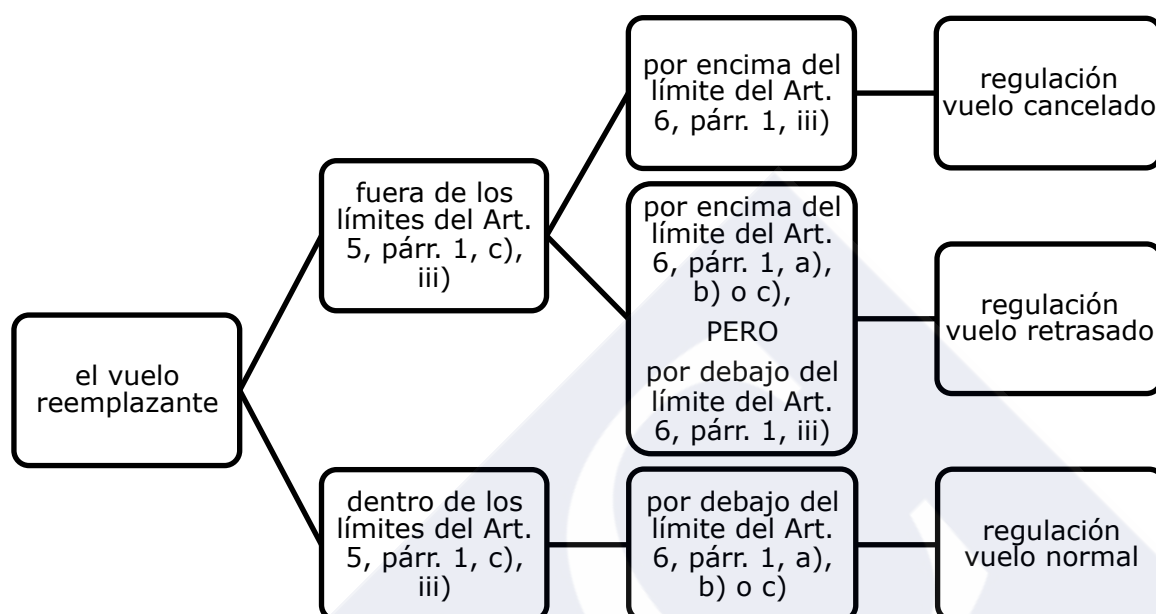 el vuelo
reemplazante
fuera de los
límites del Art.
5, párr. 1, c),
iii)
por encima del
límite del Art.
6, párr. 1, iii)
regulación
vuelo cancelado
por encima del
límite del Art.
6, párr. 1, a),
b) o c),
PERO
por debajo del
límite del Art.
6, párr. 1, iii)
regulación
vuelo retrasado
dentro de los
límites del Art.
5, párr. 1, c),
iii)
por debajo del
límite del Art.
6, párr. 1, a),
b) o c)
regulación
vuelo normal